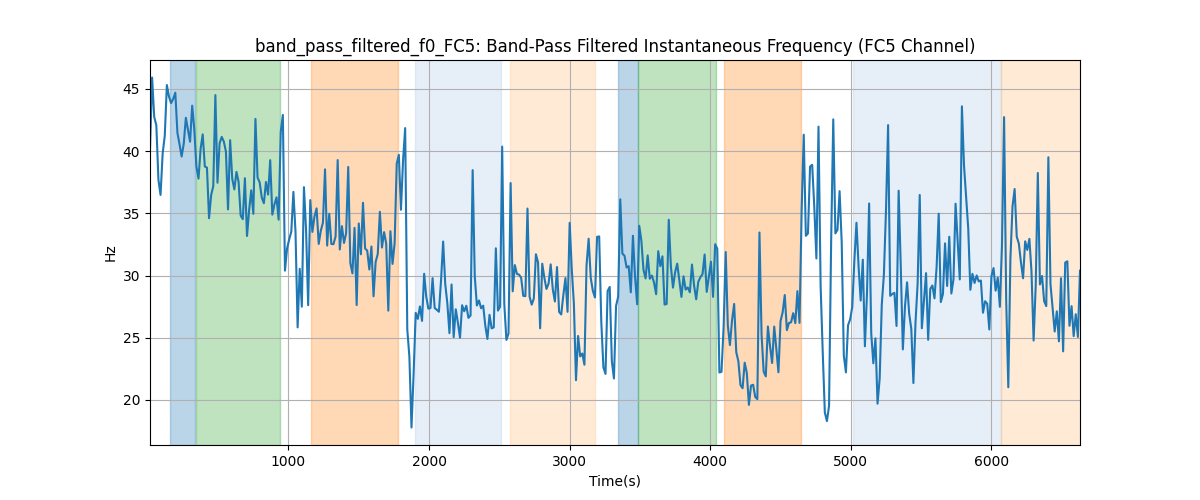 band_pass_filtered_f0_FC5: Band-Pass Filtered Instantaneous Frequency (FC5 Channel)
45
40
35
30
25
20
Hz
1000 2000 3000 4000 5000 6000
Time(s)